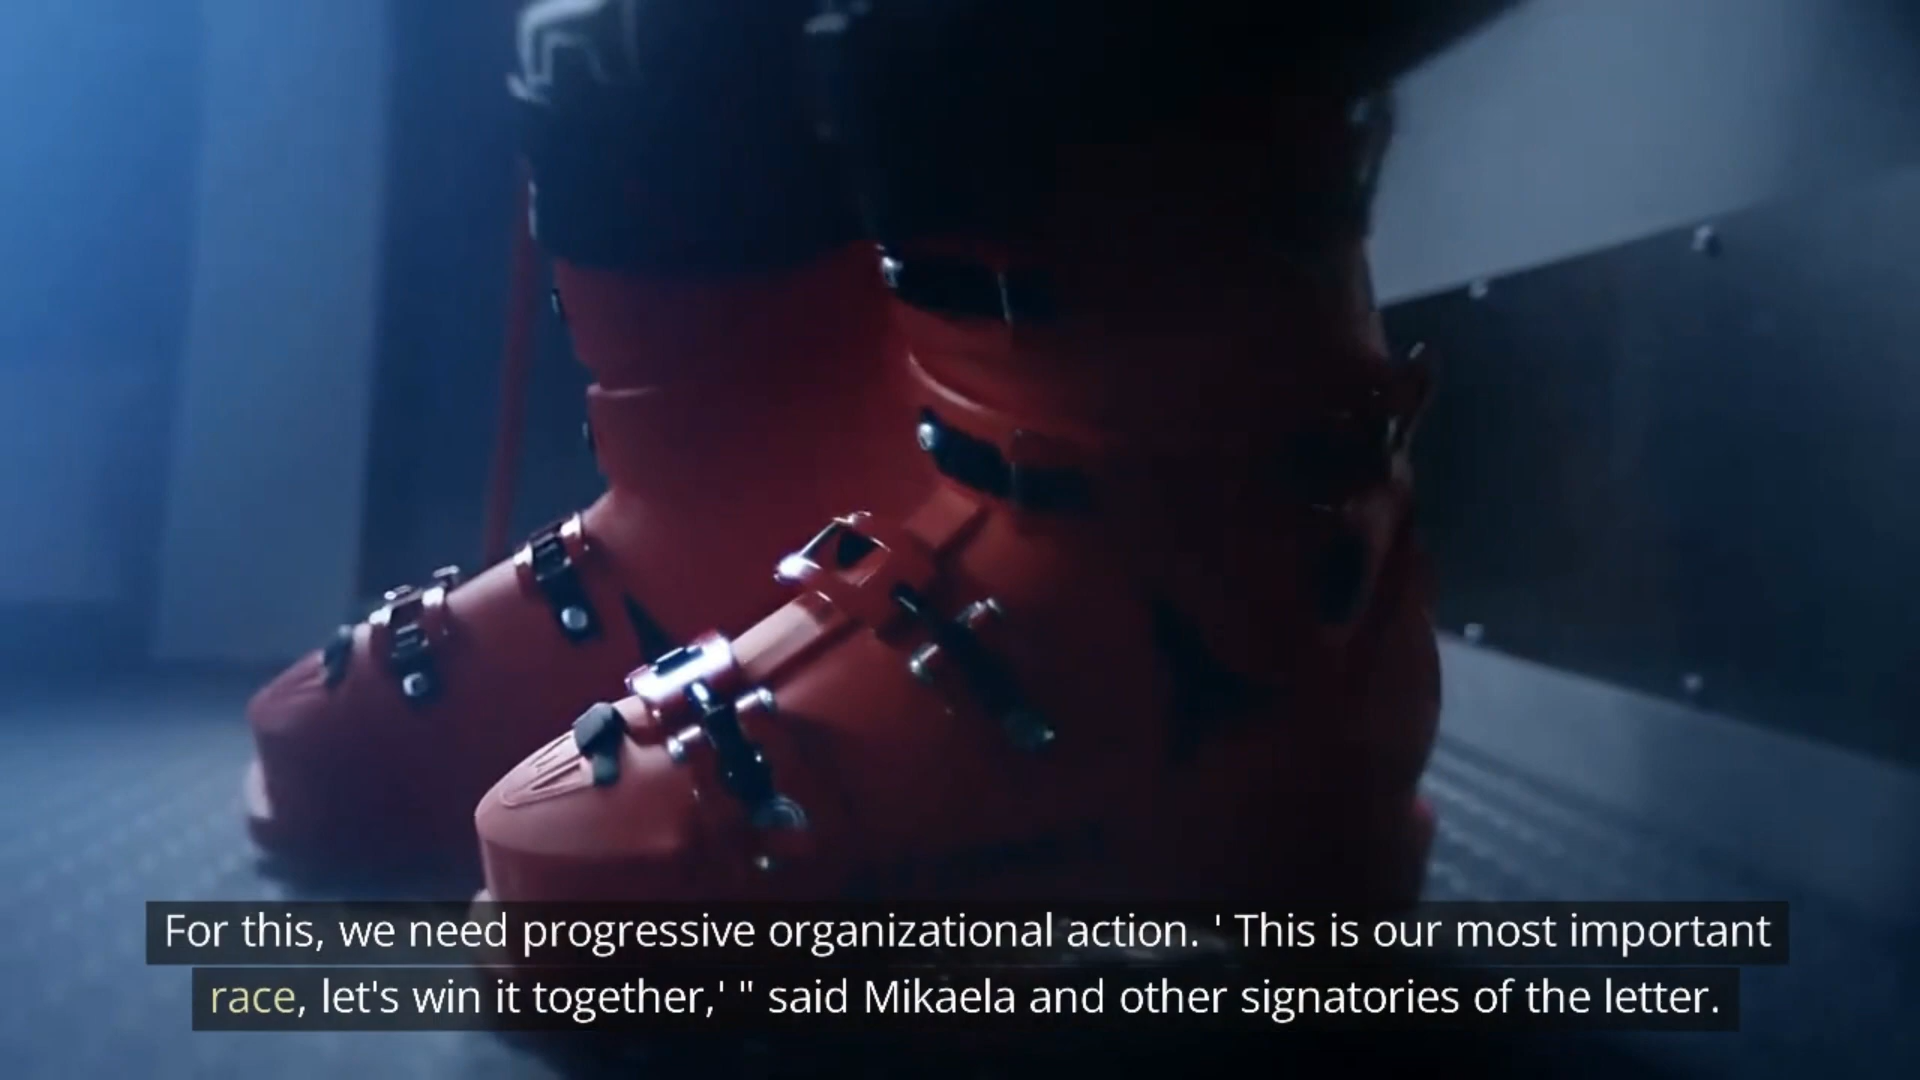 For this, we need progressive organizational action. ' This is our most important
race, let's win it together,' " said Mikaela and other signatories of the letter.